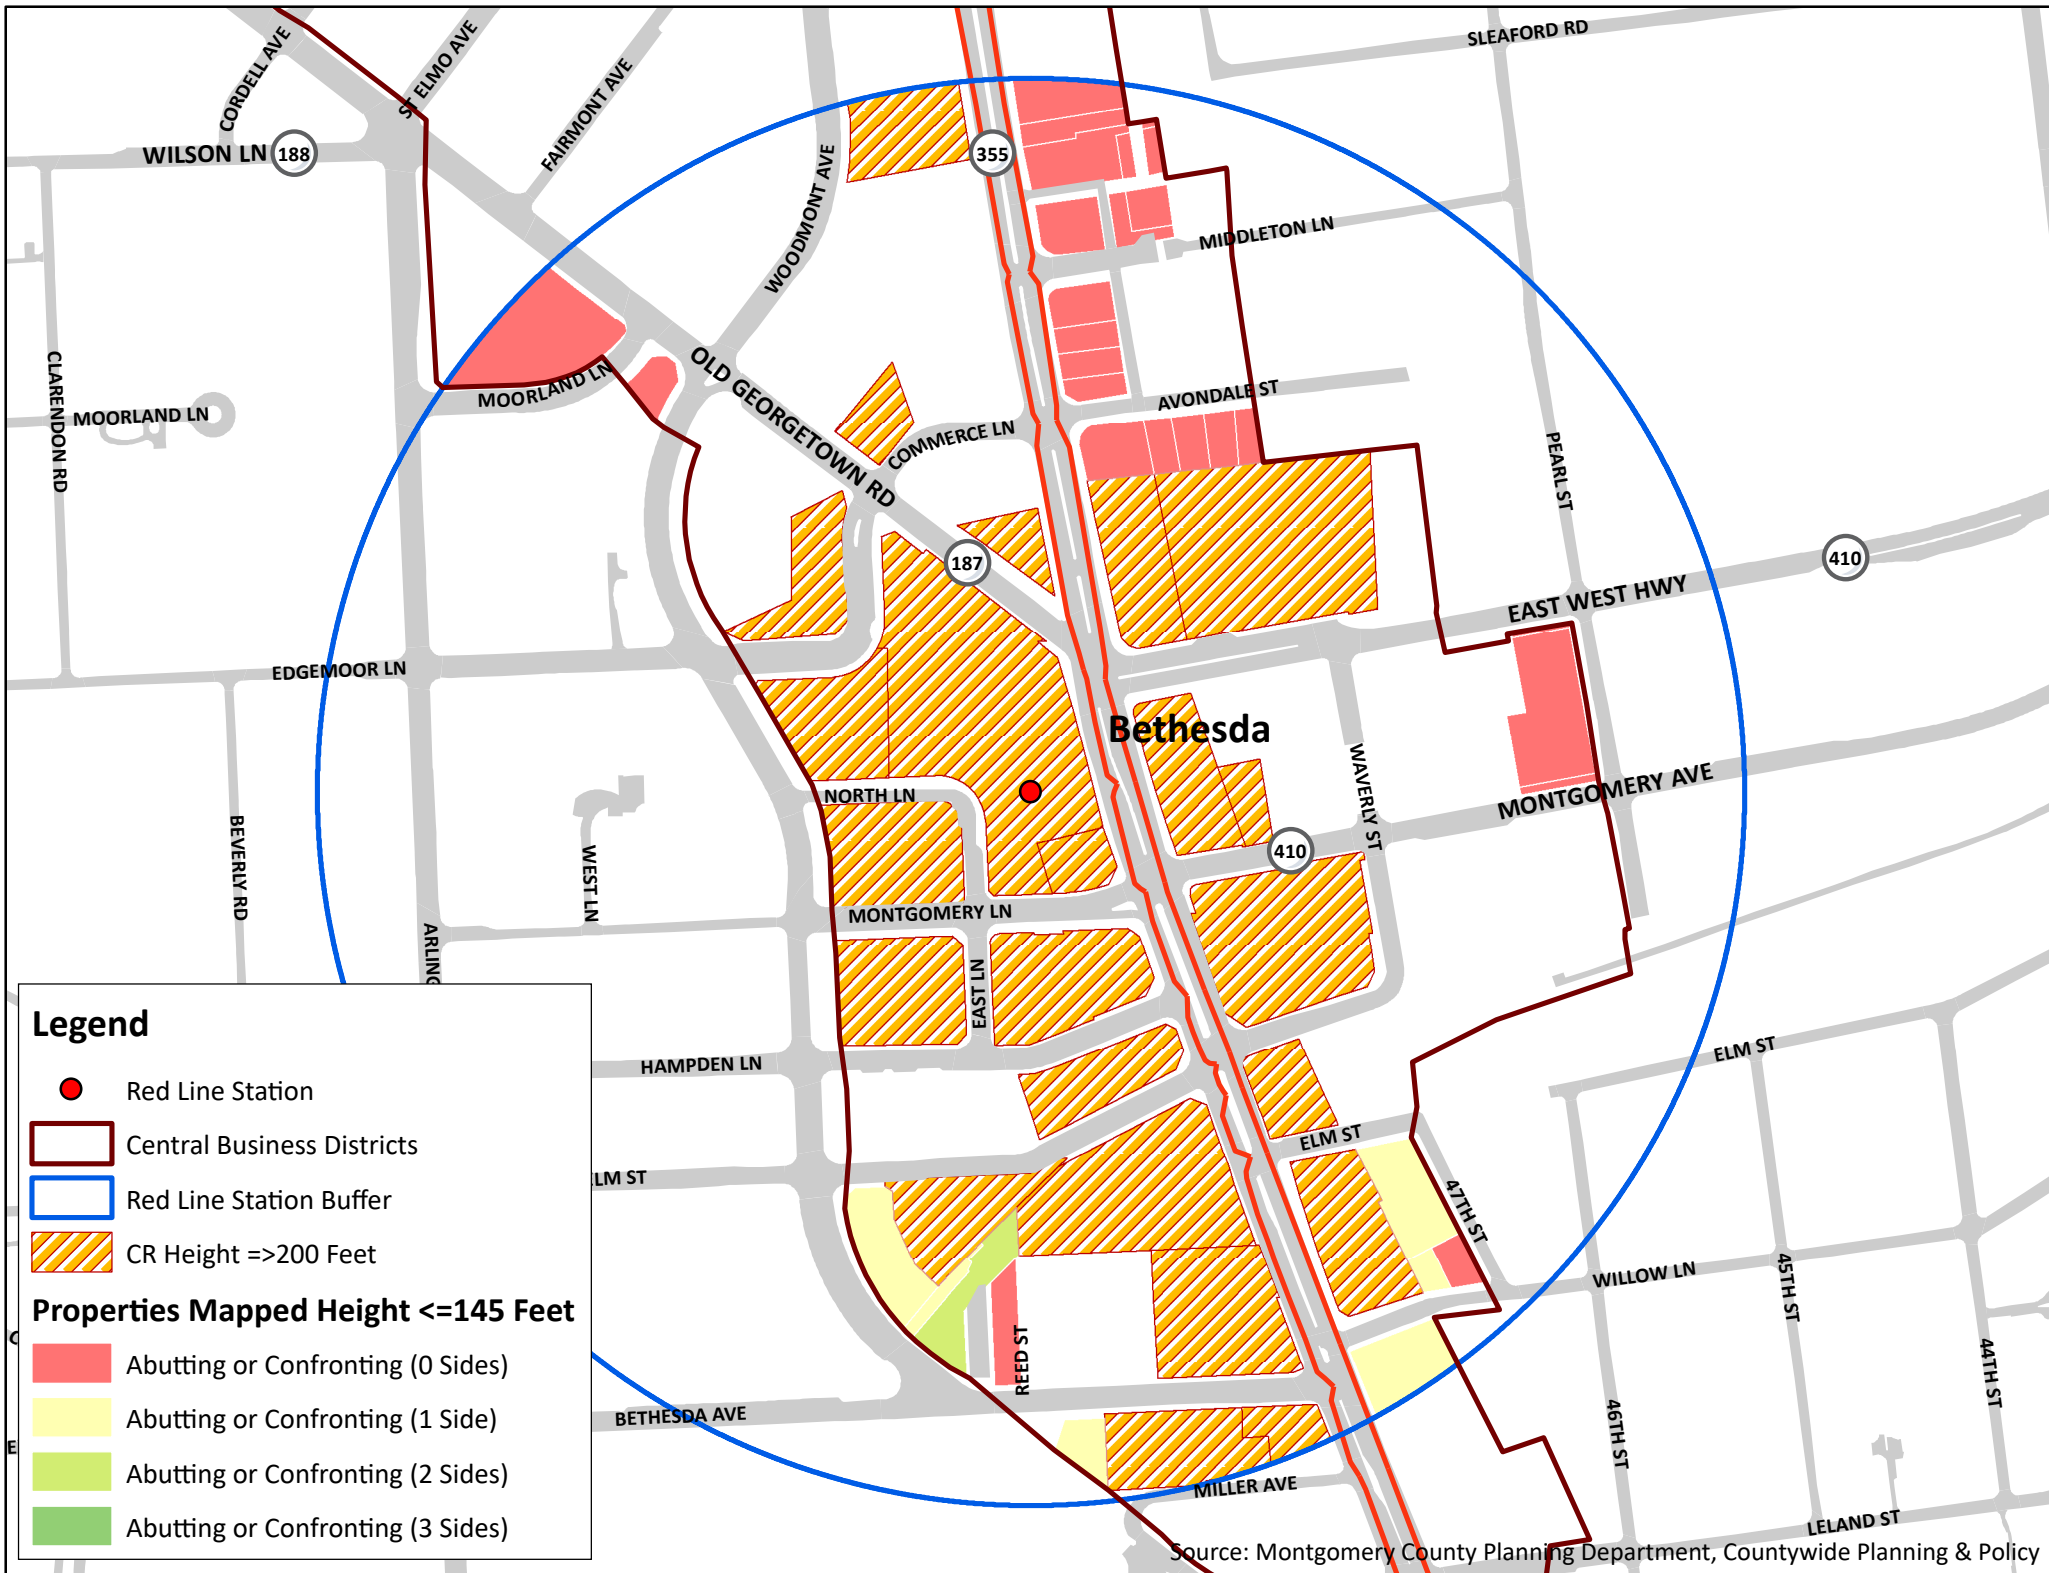 SLEAFORD RD
CORDELL AVE
ST ELMO AVE
FAIRMONT AVE
WILSON LN
188
355
WOODMONT AVE
MIDDLETON LN
CLARENDON RD
MOORLAND LN
MOORLAND LN
OLD GEORGETOWN RD
COMMERCE LN
AVONDALE ST
PEARL ST
187
410
EAST WEST HWY
EDGEMOOR LN
Bethesda
WAVERLY ST
MONTGOMERY AVE
NORTH LN
410
BEVERLY RD
WEST LN
MONTGOMERY LN
ARLING
EAST LN
HAMPDEN LN
ELM ST
ELM ST
LM ST
47TH ST
WILLOW LN
45TH ST
44TH ST
46TH ST
REED ST
BETHESDA AVE
MILLER AVE
LELAND ST
Legend
Red Line Station
Central Business Districts
Red Line Station Buffer
CR Height =>200 Feet
Properties Mapped Height <=145 Feet
Abutting or Confronting (0 Sides)
Abutting or Confronting (1 Side)
Abutting or Confronting (2 Sides)
Abutting or Confronting (3 Sides)
Source: Montgomery County Planning Department, Countywide Planning & Policy